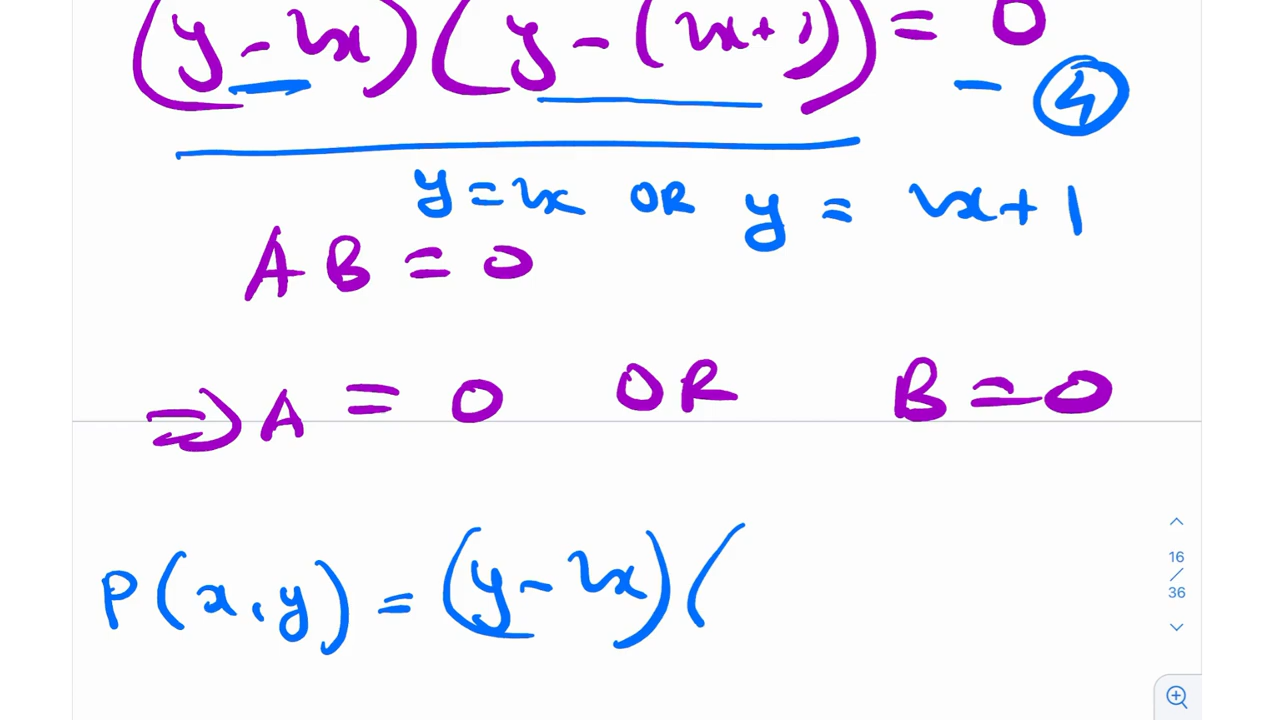 (y - 2x)(y - (2x+1)) = 0
- 4
y = 2x OR y = 2x + 1
AB = 0
⇒ A = 0 OR B = 0
P(x, y) = (y - 2x)(
16
/
36